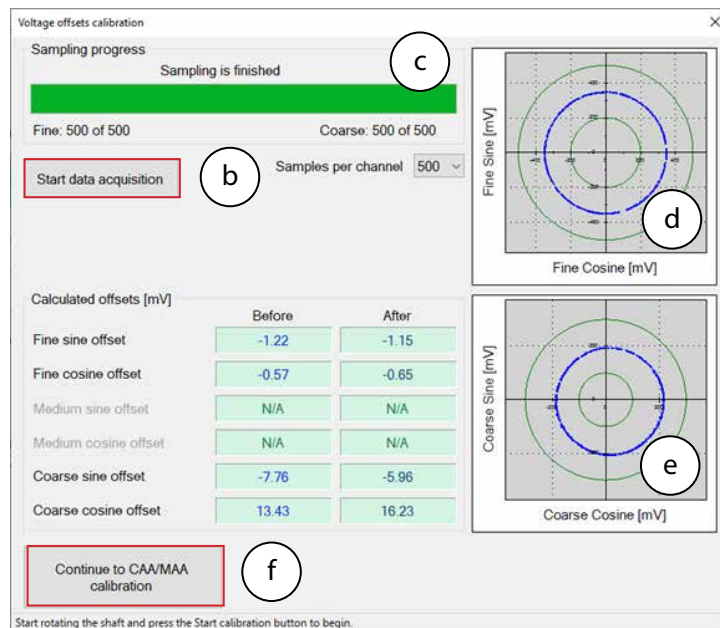 Voltage offsets calibration
Sampling progress
Sampling is finished
c
Fine: 500 of 500 Coarse: 500 of 500
Start data acquisition
b
Samples per channel 500
Fine Sine [mV]
d
Fine Cosine [mV]
Calculated offsets [mV]
Before After
Fine sine offset -1.22 -1.15
Fine cosine offset -0.57 -0.65
Medium sine offset N/A N/A
Medium cosine offset N/A N/A
Coarse sine offset -7.76 -5.96
Coarse cosine offset 13.43 16.23
Coarse Sine [mV]
e
Coarse Cosine [mV]
Continue to CAA/MAA
calibration
f
Start rotating the shaft and press the Start calibration button to begin.